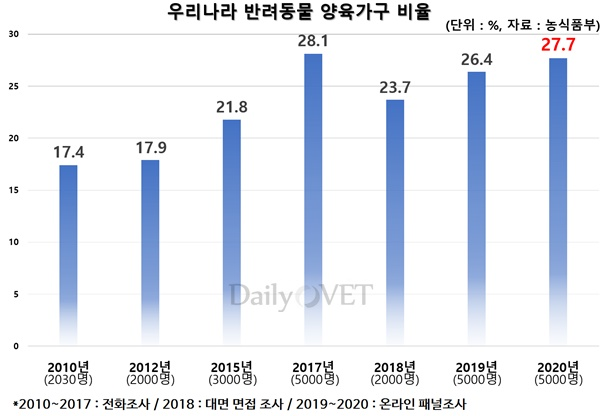 우리나라 반려동물 양육가구 비율
(단위 : %, 자료 : 농식품부)
30
25
20
15
10
5
0
17.4
17.9
21.8
28.1
23.7
26.4
27.7
Daily VET
2010년 2012년 2015년 2017년 2018년 2019년 2020년
(2030명) (2000명) (3000명) (5000명) (2000명) (5000명) (5000명)
*2010~2017 : 전화조사 / 2018 : 대면 면접 조사 / 2019~2020 : 온라인 패널조사